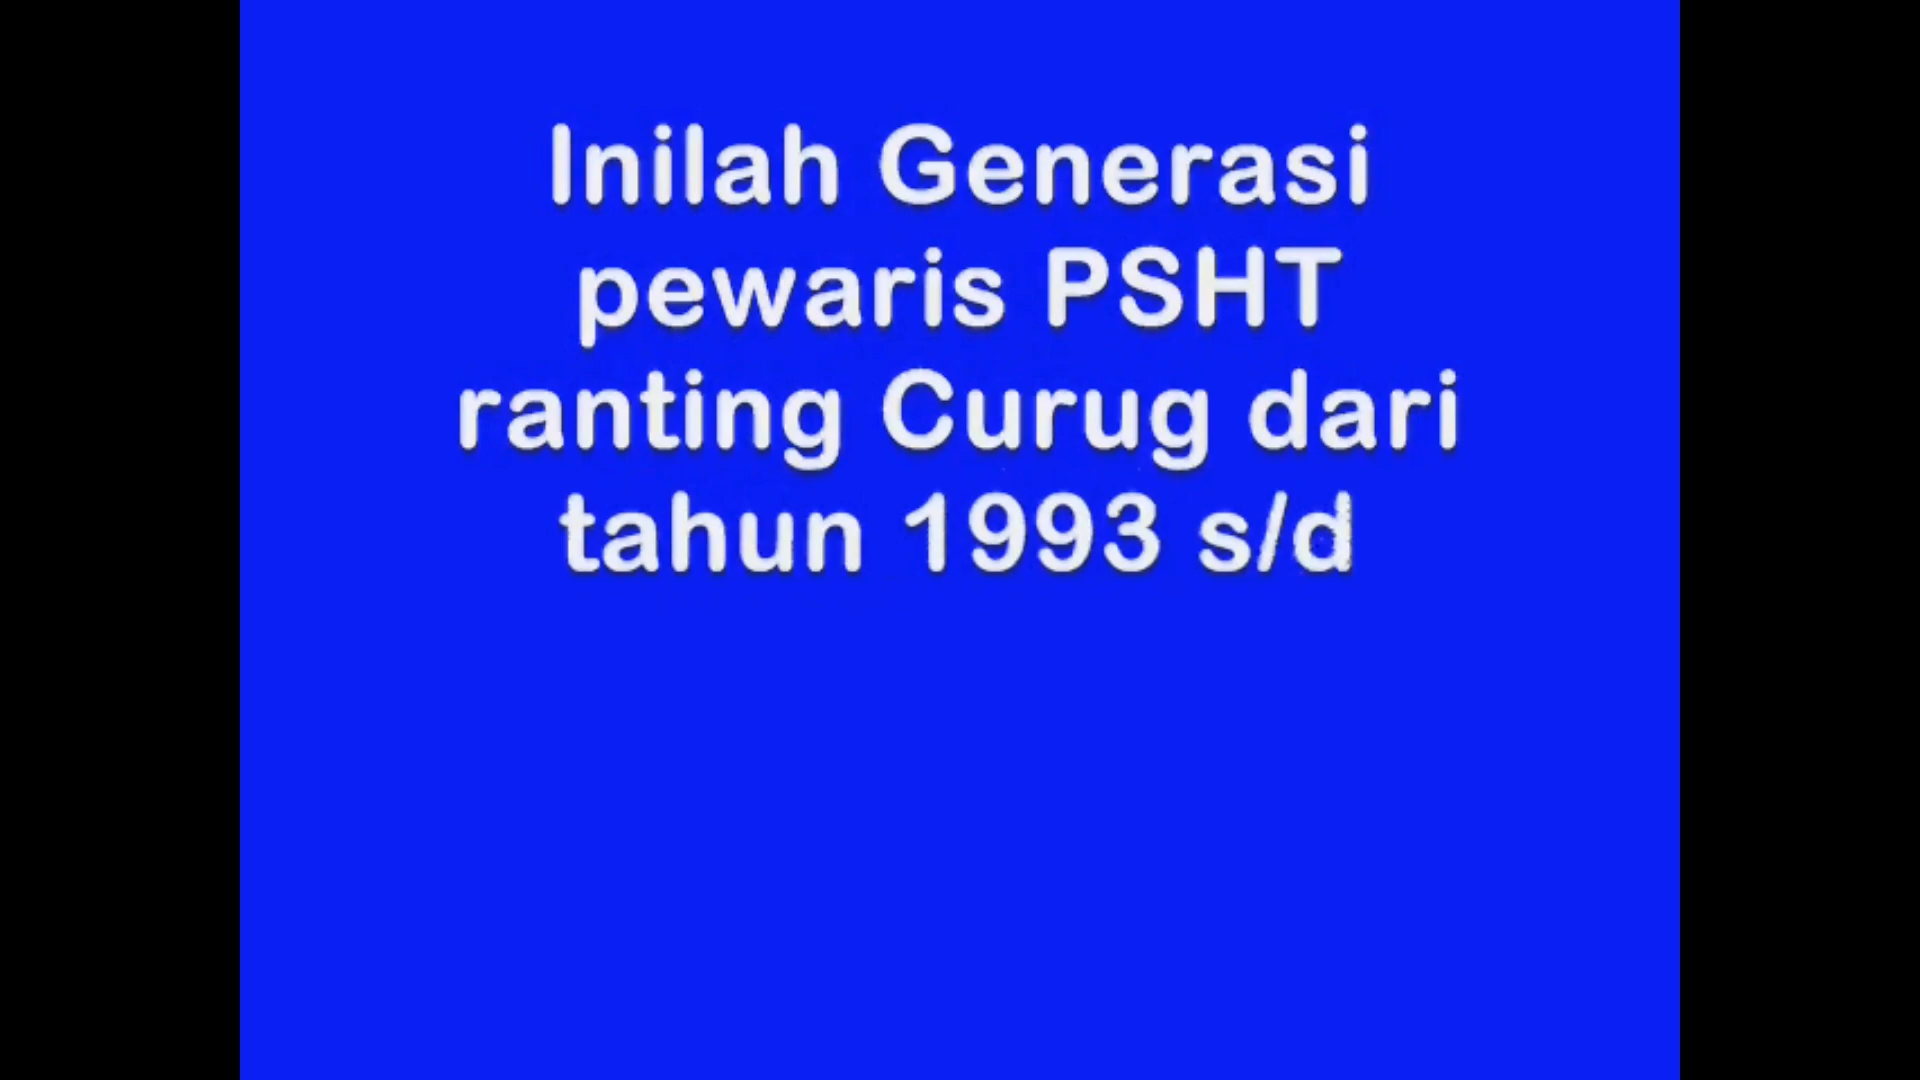 Inilah Generasi
pewaris PSHT
ranting Curug dari
tahun 1993 s/d